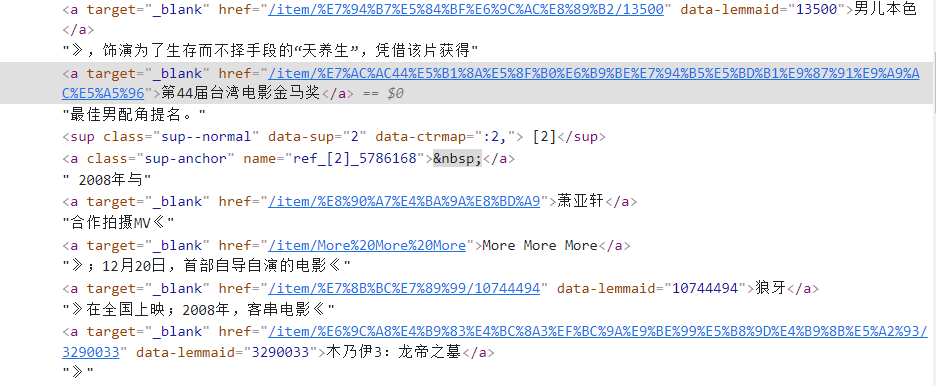 <a target="_blank" href="/item/%E7%94%B7%E5%84%BF%E6%9C%AC%E8%89%B2/13500" data-lemmaid="13500">男儿本色
</a>
"》，饰演为了生存而不择手段的“天养生”，凭借该片获得"
<a target="_blank" href="/item/%E7%AC%AC44%E5%B1%8A%E5%8F%B0%E6%B9%BE%E7%94%B5%E5%BD%B1%E9%87%91%E9%A9%A
C%E5%A5%96">第44届台湾电影金马奖</a> == $0
"最佳男配角提名。"
<sup class="sup--normal" data-sup="2" data-ctrmap=":2,"> [2]</sup>
<a class="sup-anchor" name="ref_[2]_5786168">&nbsp;</a>
" 2008年与"
<a target="_blank" href="/item/%E8%90%A7%E4%BA%9A%E8%BD%A9">萧亚轩</a>
"合作拍摄MV《"
<a target="_blank" href="/item/More%20More%20More">More More More</a>
"》；12月20日，首部自导自演的电影《"
<a target="_blank" href="/item/%E7%8B%BC%E7%89%99/10744494" data-lemmaid="10744494">狼牙</a>
"》在全国上映；2008年，客串电影《"
<a target="_blank" href="/item/%E6%9C%A8%E4%B9%83%E4%BC%8A3%EF%BC%9A%E9%BE%99%E5%B8%9D%E4%B9%8B%E5%A2%93/
3290033" data-lemmaid="3290033">木乃伊3：龙帝之墓</a>
"》"